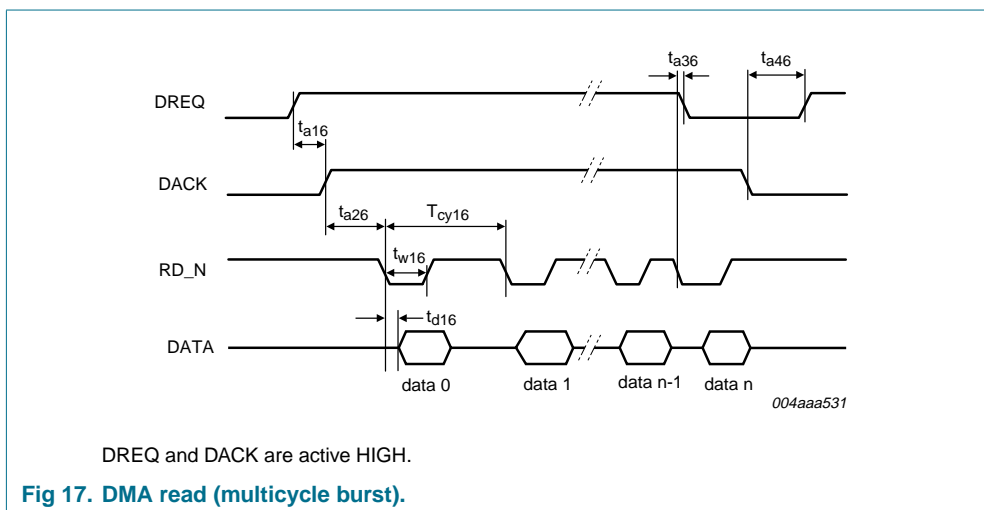 ta36 ta46
DREQ
ta16
DACK
ta26 Tcy16
tw16
RD_N
td16
DATA
data 0 data 1 data n-1 data n
004aaa531
DREQ and DACK are active HIGH.
Fig 17. DMA read (multicycle burst).